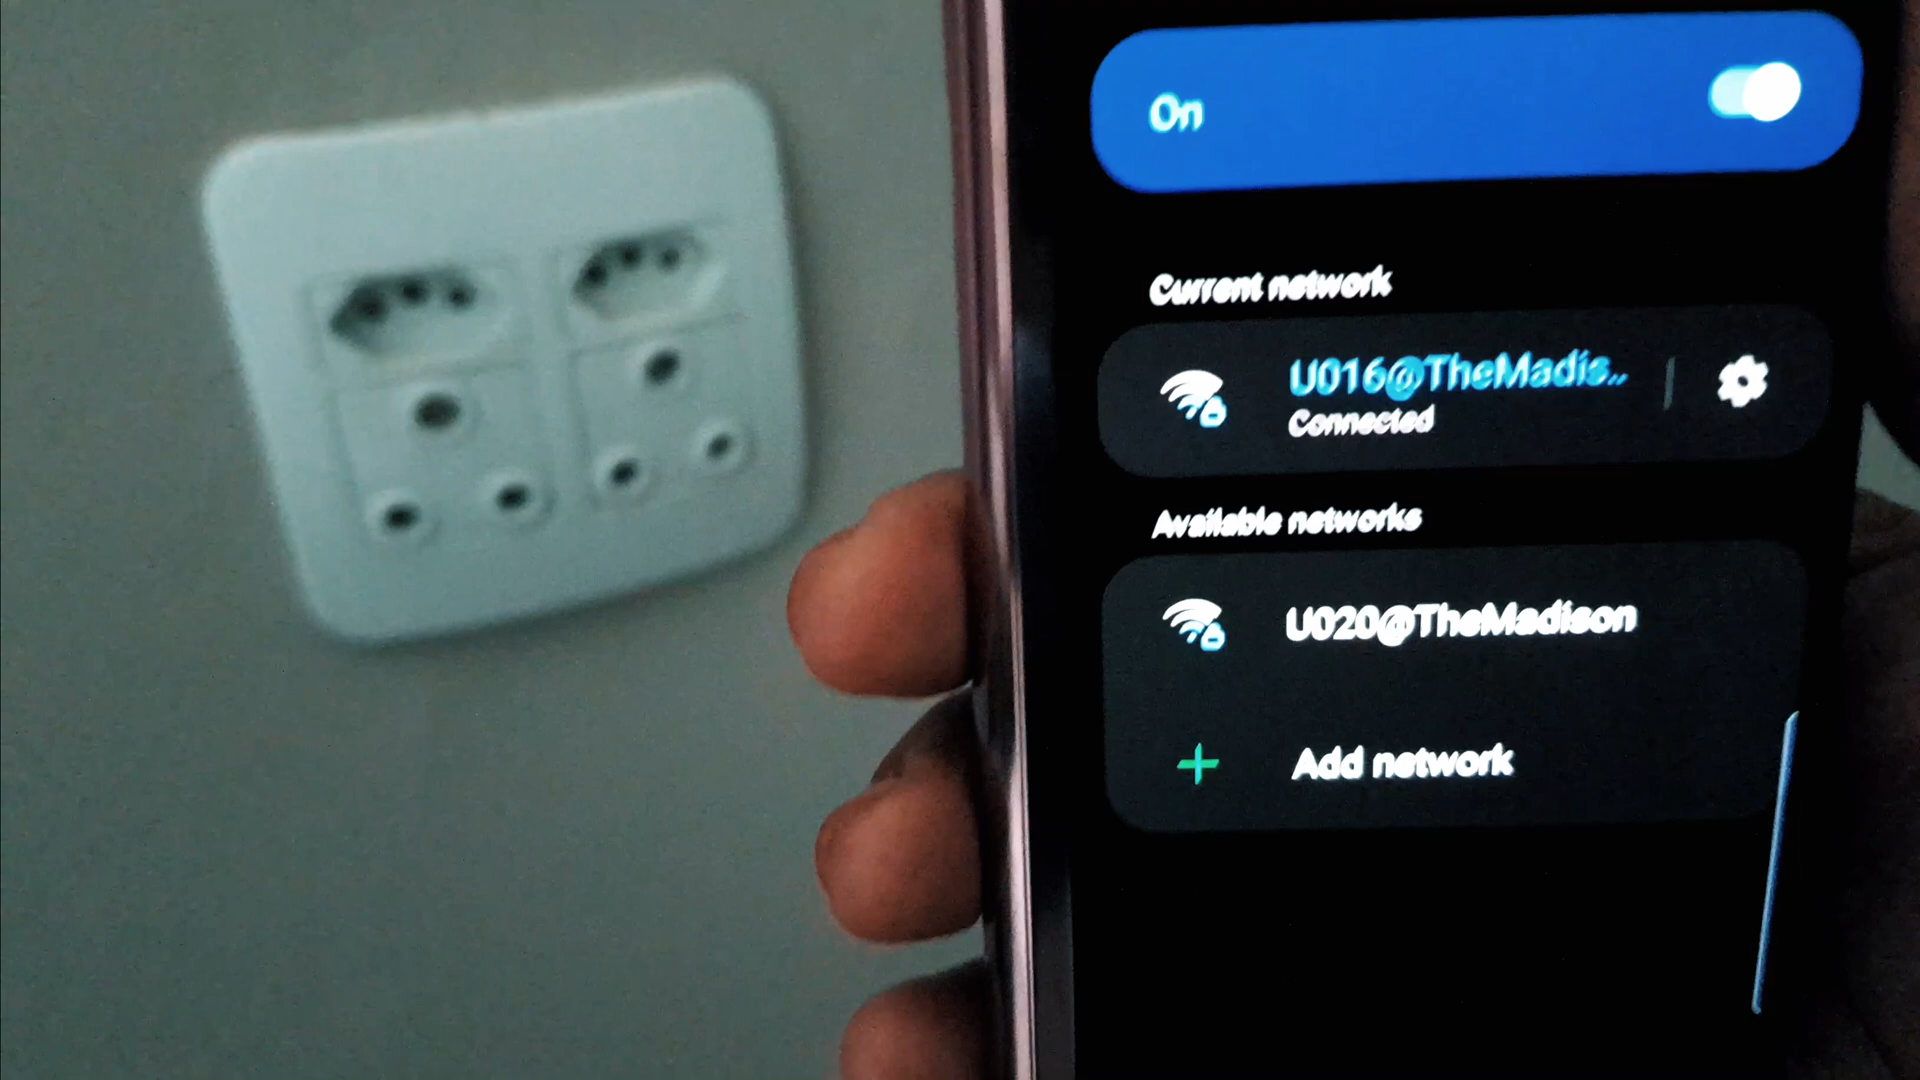 On
Current network
U016@TheMadis..
Connected
Available networks
U020@TheMadison
Add network